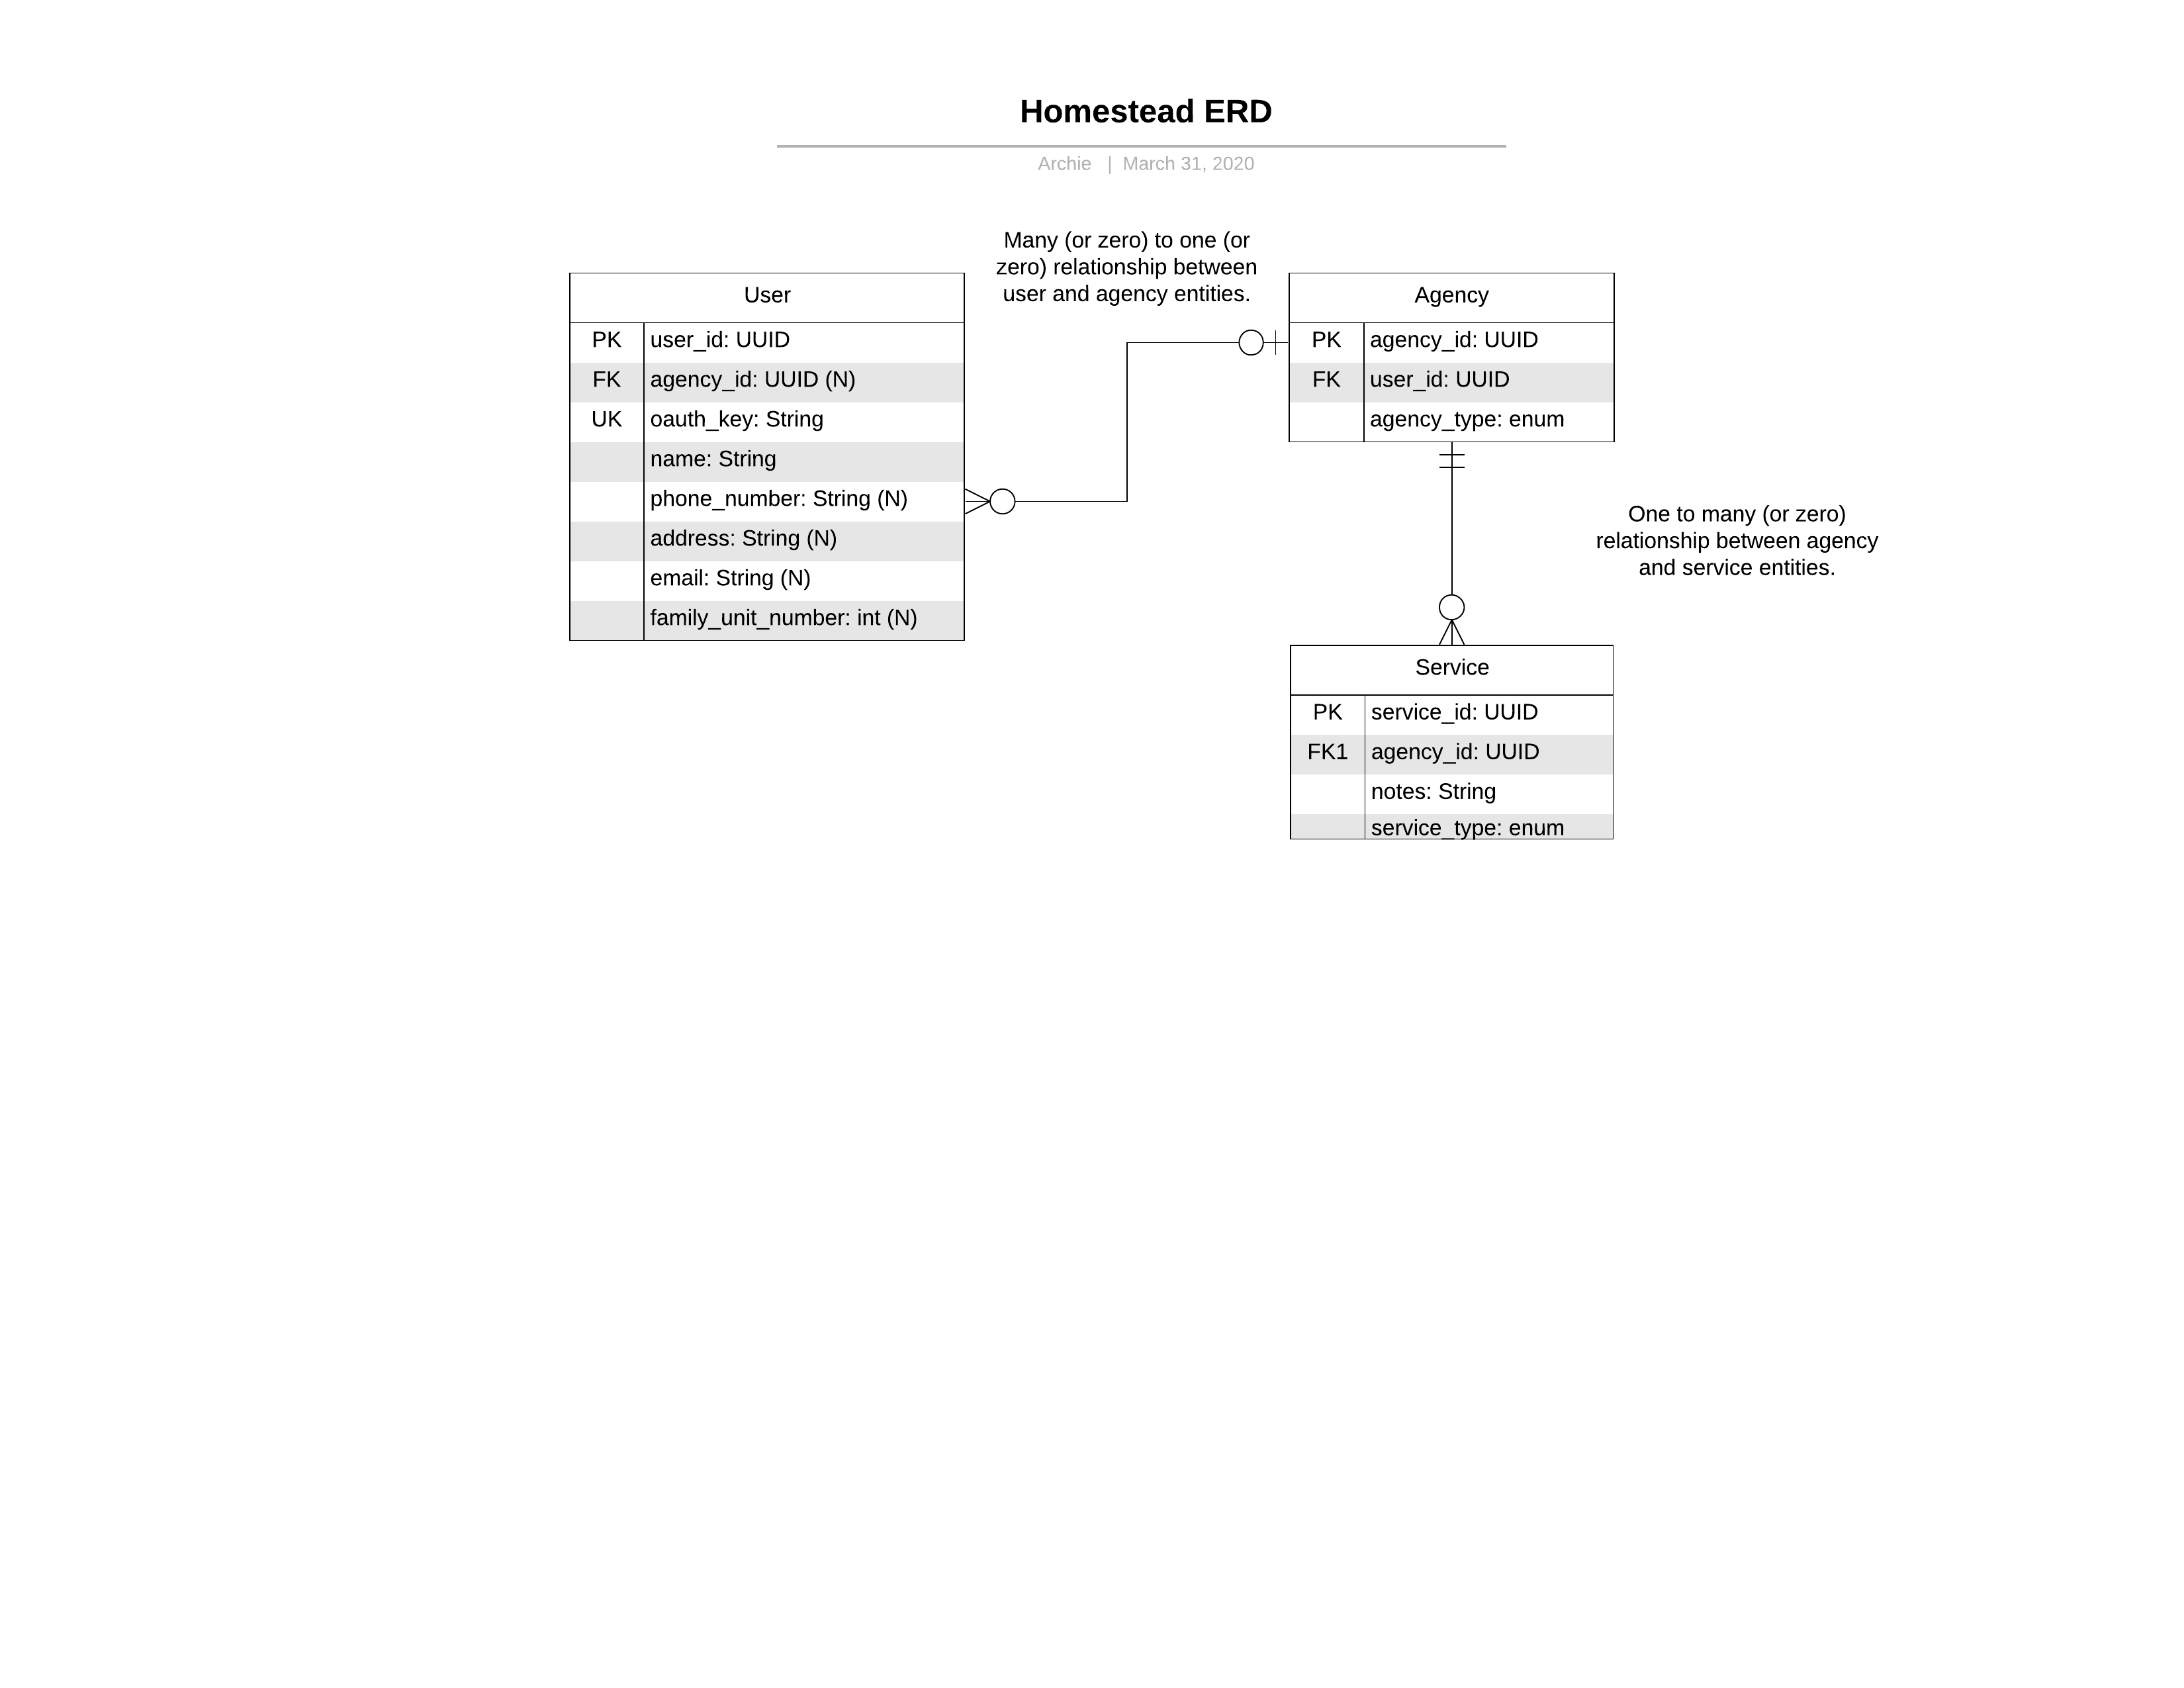 Homestead ERD
Archie | March 31, 2020
Many (or zero) to one (or
zero) relationship between
user and agency entities.
User
PK user_id: UUID
FK agency_id: UUID (N)
UK oauth_key: String
name: String
phone_number: String (N)
address: String (N)
email: String (N)
family_unit_number: int (N)
Agency
PK agency_id: UUID
FK user_id: UUID
agency_type: enum
One to many (or zero)
relationship between agency
and service entities.
Service
PK service_id: UUID
FK1 agency_id: UUID
notes: String
service_type: enum